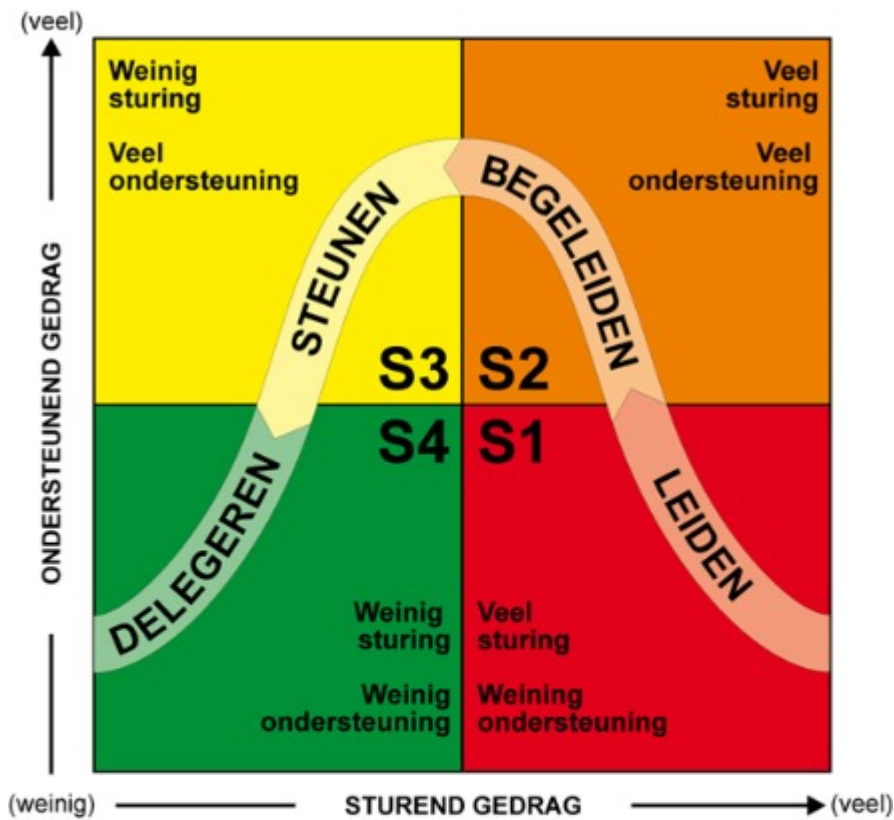 (veel)
Weinig
sturing
Veel
ondersteuning
Veel
sturing
Veel
ondersteuning
STEUNEN
BEGELEIDEN
ONDERSTEUNEND GEDRAG
S3
S2
S4
S1
DELEGEREN
LEIDEN
Weinig
sturing
Weinig
ondersteuning
Veel
sturing
Weining
ondersteuning
(weinig)
STUREND GEDRAG
(veel)